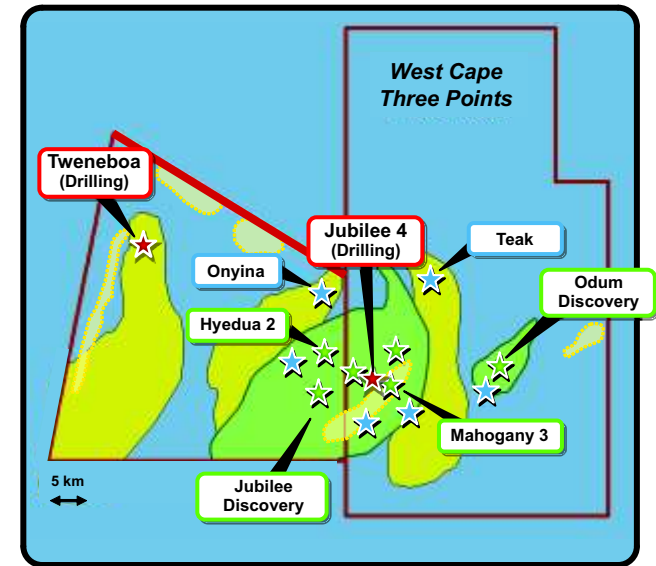 West Cape
Three Points
Tweneboa
(Drilling)
Jubilee 4
(Drilling)
Teak
Onyina
Odum
Discovery
Hyedua 2
Mahogany 3
5 km
Jubilee
Discovery